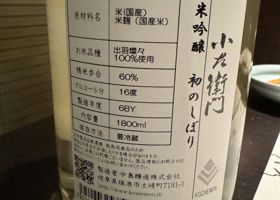 原材料名 米(国産)
米麹(国産米)
お米品種 出羽燦々
100%使用
精米歩合 60%
アルコール分 16度
製造年度 6BY
内容量 1800ml
保存方法 要冷蔵
製造者 中島醸造株式会社
岐阜県瑞浪市土岐町7181-1
米吟醸 初のしぼり
小左衛門
KOZAEMON